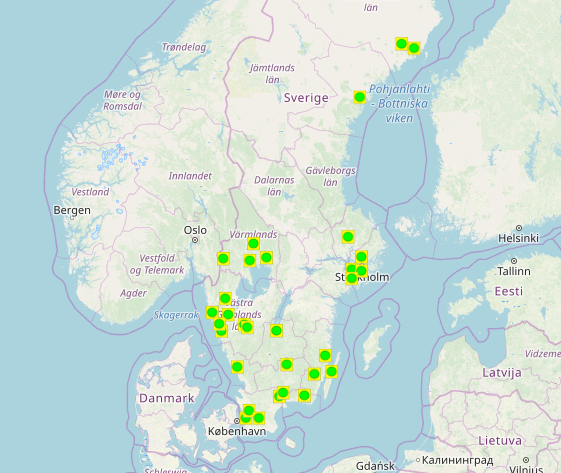 län
Trøndelag
Jämtlands
län
Møre og
Romsdal
Sverige
Pohjanlahti
- Bottniska
viken
Innlandet
Dalarnas
län
Gävleborgs
län
Vestland
Bergen
Oslo
Värmlands
Helsinki
Tallinn
Vestfold
og Telemark
Stockholm
Eesti
Agder
Skagerrak
Västra
Götalands
län
Vidzeme
Latvija
Danmark
København
Lietuva
Gdańsk
Калининград
Vilnius